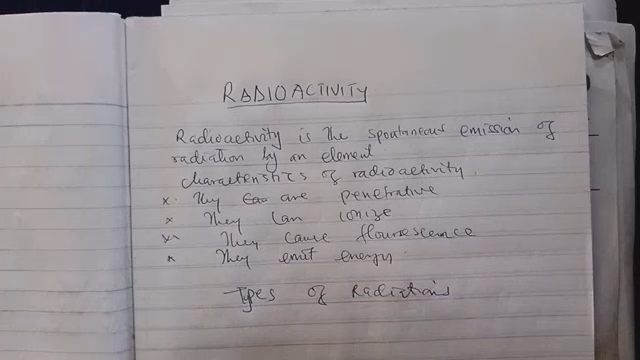 RADIOACTIVITY
Radioactivity is the spontaneous emission of
radiation by an element
characteristics of radioactivity.
x. They are penetrative
x They can ionize
x They cause flourescence
x They emit energy.
Types of Radiations